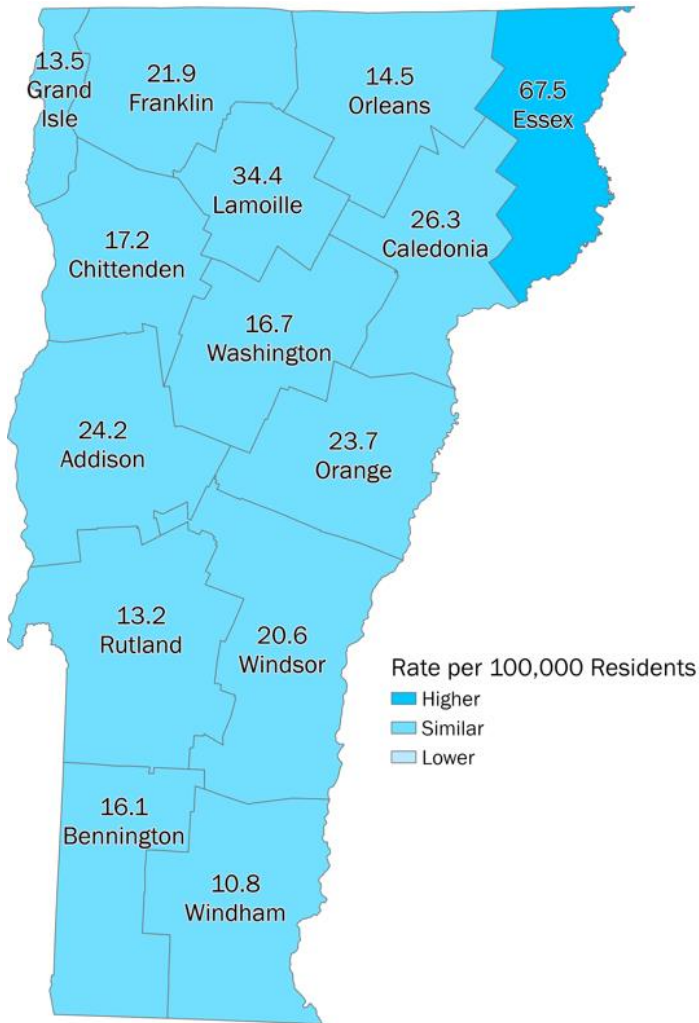 13.5
Grand
Isle
21.9
Franklin
14.5
Orleans
67.5
Essex
34.4
Lamoille
26.3
Caledonia
17.2
Chittenden
16.7
Washington
24.2
Addison
23.7
Orange
13.2
Rutland
20.6
Windsor
Rate per 100,000 Residents
Higher
Similar
Lower
16.1
Bennington
10.8
Windham